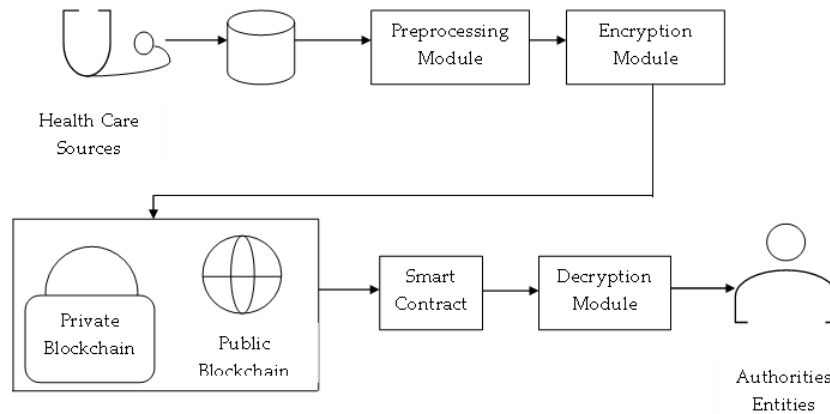 Preprocessing
Module
Encryption
Module
Health Care
Sources
Private
Blockchain
Public
Blockchain
Smart
Contract
Decryption
Module
Authorities
Entities